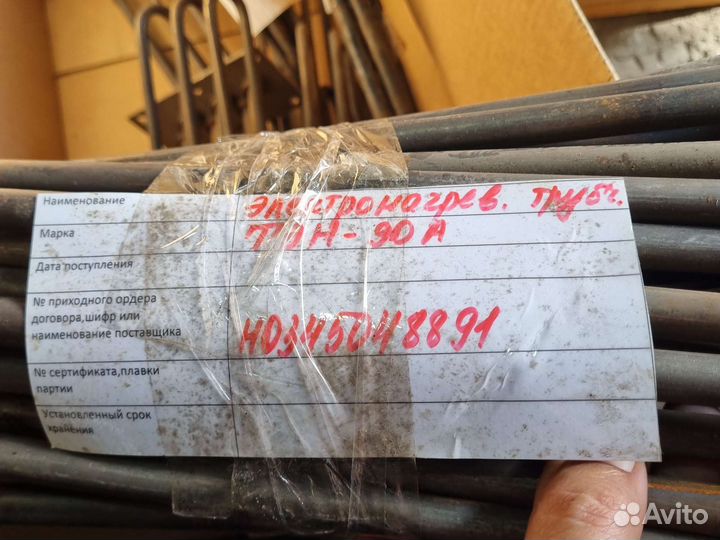 Наименование электронагрев. трубч.
Марка ТЭН-90А
Дата поступления
№ приходного ордера
договора,шифр или
наименование поставщика НО345048891
№ сертификата,плавки
партии
Установленный срок
хранения
Avito